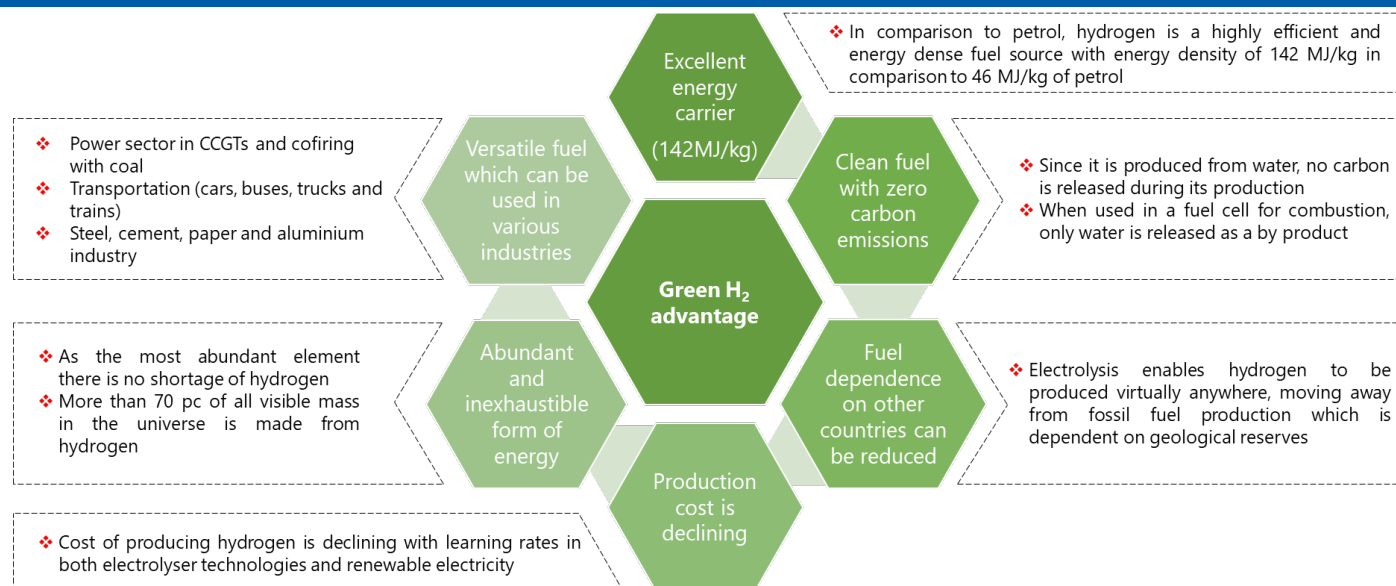 Excellent
energy
carrier
(142MJ/kg)
❖ In comparison to petrol, hydrogen is a highly efficient and
energy dense fuel source with energy density of 142 MJ/kg in
comparison to 46 MJ/kg of petrol
Clean fuel
with zero
carbon
emissions
❖ Since it is produced from water, no carbon
is released during its production
❖ When used in a fuel cell for combustion,
only water is released as a by product
Fuel
dependence
on other
countries can
be reduced
❖ Electrolysis enables hydrogen to be
produced virtually anywhere, moving away
from fossil fuel production which is
dependent on geological reserves
Production
cost is
declining
❖ Cost of producing hydrogen is declining with learning rates in
both electrolyser technologies and renewable electricity
Abundant
and
inexhaustible
form of
energy
❖ As the most abundant element
there is no shortage of hydrogen
❖ More than 70 pc of all visible mass
in the universe is made from
hydrogen
Versatile fuel
which can be
used in
various
industries
❖ Power sector in CCGTs and cofiring
with coal
❖ Transportation (cars, buses, trucks and
trains)
❖ Steel, cement, paper and aluminium
industry
Green H₂
advantage